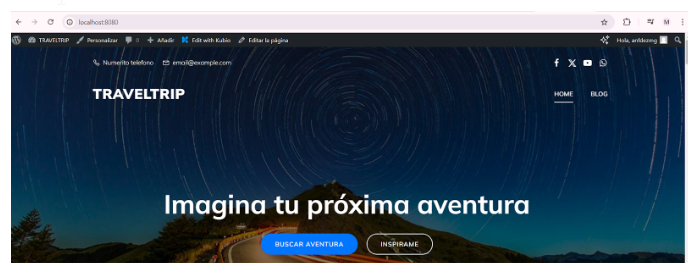 localhost:8080
TRAVELTRIP Personalizar 0 Añadir Edit with Kubio Editar la página Hola, anfdezmg
Numerito telefono email@example.com
TRAVELTRIP HOME BLOG
Imagina tu próxima aventura
BUSCAR AVENTURA INSPIRAME